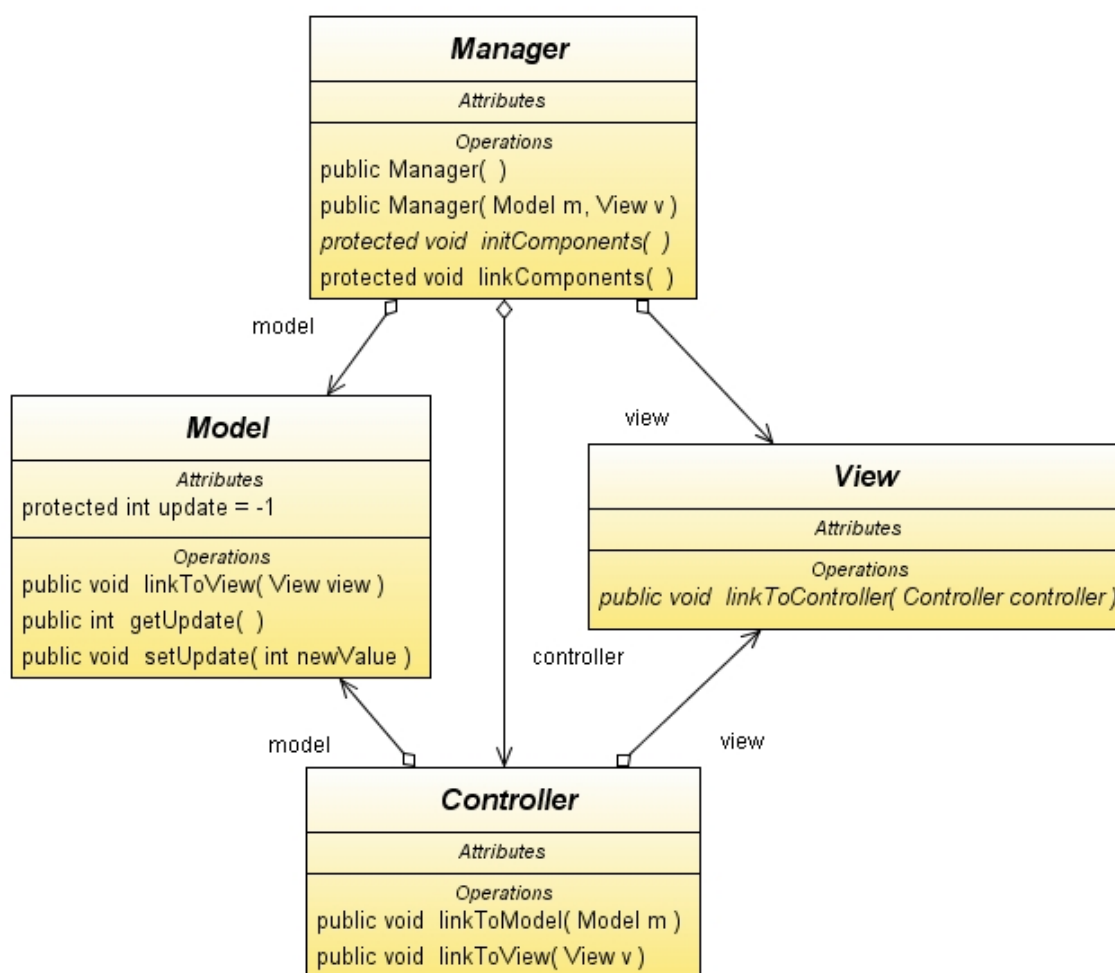 Manager
Attributes
Operations
public Manager( )
public Manager( Model m, View v )
protected void initComponents( )
protected void linkComponents( )
model
view
Model
Attributes
protected int update = -1
Operations
public void linkToView( View view )
public int getUpdate( )
public void setUpdate( int newValue )
View
Attributes
Operations
public void linkToController( Controller controller )
controller
model
view
Controller
Attributes
Operations
public void linkToModel( Model m )
public void linkToView( View v )